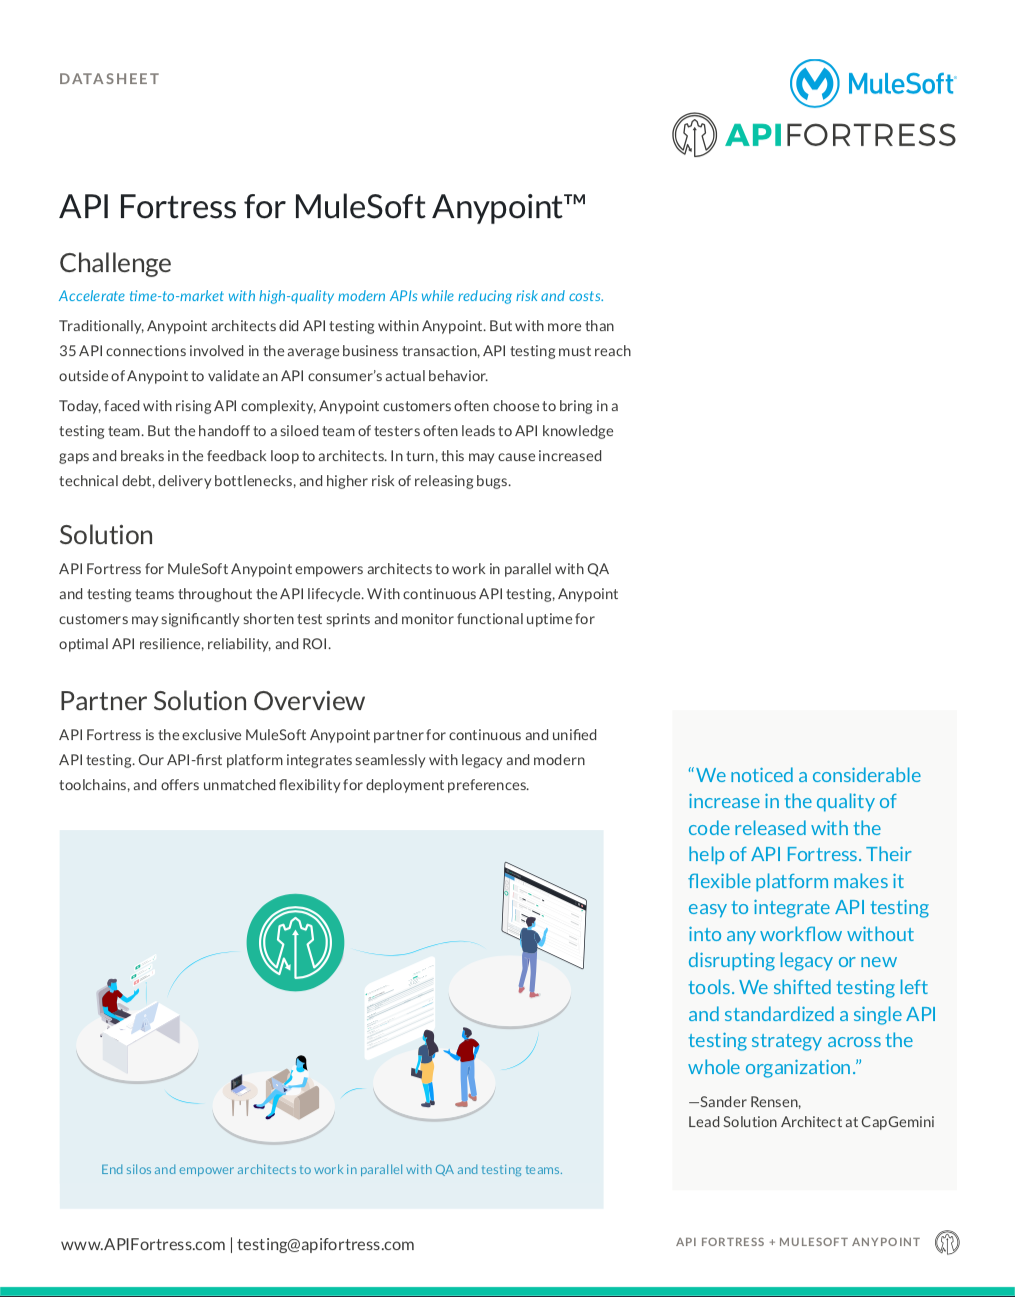 DATASHEET
MuleSoft
APIFORTRESS
API Fortress for MuleSoft Anypoint™
Challenge
Accelerate time-to-market with high-quality modern APIs while reducing risk and costs.
Traditionally, Anypoint architects did API testing within Anypoint. But with more than
35 API connections involved in the average business transaction, API testing must reach
outside of Anypoint to validate an API consumer’s actual behavior.
Today, faced with rising API complexity, Anypoint customers often choose to bring in a
testing team. But the handoff to a siloed team of testers often leads to API knowledge
gaps and breaks in the feedback loop to architects. In turn, this may cause increased
technical debt, delivery bottlenecks, and higher risk of releasing bugs.
Solution
API Fortress for MuleSoft Anypoint empowers architects to work in parallel with QA
and testing teams throughout the API lifecycle. With continuous API testing, Anypoint
customers may significantly shorten test sprints and monitor functional uptime for
optimal API resilience, reliability, and ROI.
Partner Solution Overview
API Fortress is the exclusive MuleSoft Anypoint partner for continuous and unified
API testing. Our API-first platform integrates seamlessly with legacy and modern
toolchains, and offers unmatched flexibility for deployment preferences.
End silos and empower architects to work in parallel with QA and testing teams.
“We noticed a considerable
increase in the quality of
code released with the
help of API Fortress. Their
flexible platform makes it
easy to integrate API testing
into any workflow without
disrupting legacy or new
tools. We shifted testing left
and standardized a single API
testing strategy across the
whole organization.”
—Sander Rensen,
Lead Solution Architect at CapGemini
www.APIFortress.com | testing@apifortress.com
API FORTRESS + MULESOFT ANYPOINT